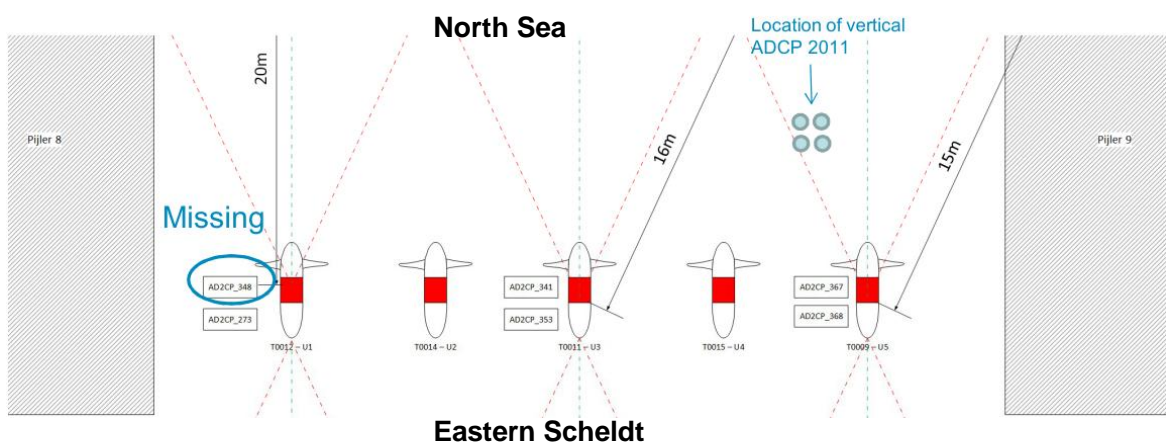 North Sea
Location of vertical
ADCP 2011
20m
16m
15m
Pijler 8
Pijler 9
Missing
AD2CP_348
AD2CP_341
AD2CP_367
AD2CP_273
AD2CP_353
AD2CP_368
T0012 – U1
T0014 – U2
T0011 – U3
T0015 – U4
T0009 – U5
Eastern Scheldt